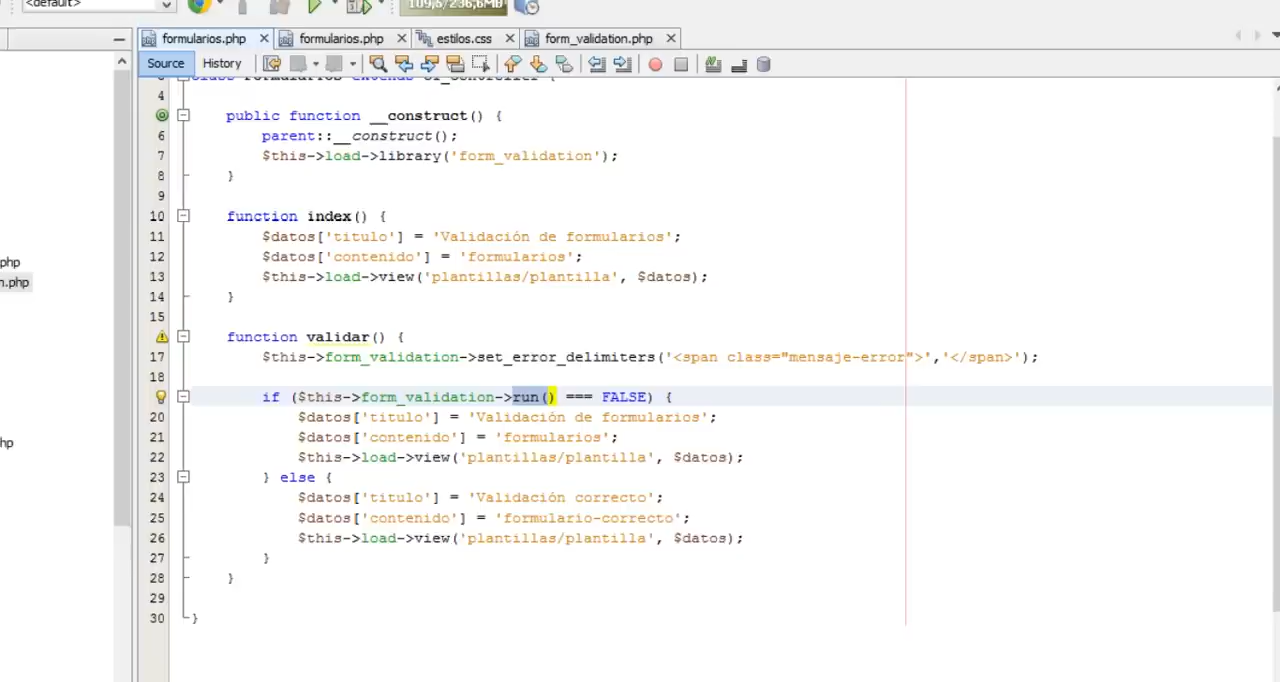 <default>
109,6/236,6MB
formularios.php
formularios.php
estilos.css
form_validation.php
Source
History
4
public function __construct() {
6
parent::__construct();
7
$this->load->library('form_validation');
8
}
9
10
function index() {
11
$datos['titulo'] = 'Validación de formularios';
12
$datos['contenido'] = 'formularios';
13
$this->load->view('plantillas/plantilla', $datos);
14
}
15
function validar() {
17
$this->form_validation->set_error_delimiters('<span class="mensaje-error">','</span>');
18
if ($this->form_validation->run() === FALSE) {
20
$datos['titulo'] = 'Validación de formularios';
21
$datos['contenido'] = 'formularios';
22
$this->load->view('plantillas/plantilla', $datos);
23
} else {
24
$datos['titulo'] = 'Validación correcto';
25
$datos['contenido'] = 'formulario-correcto';
26
$this->load->view('plantillas/plantilla', $datos);
27
}
28
}
29
30
}
php
n.php
hp